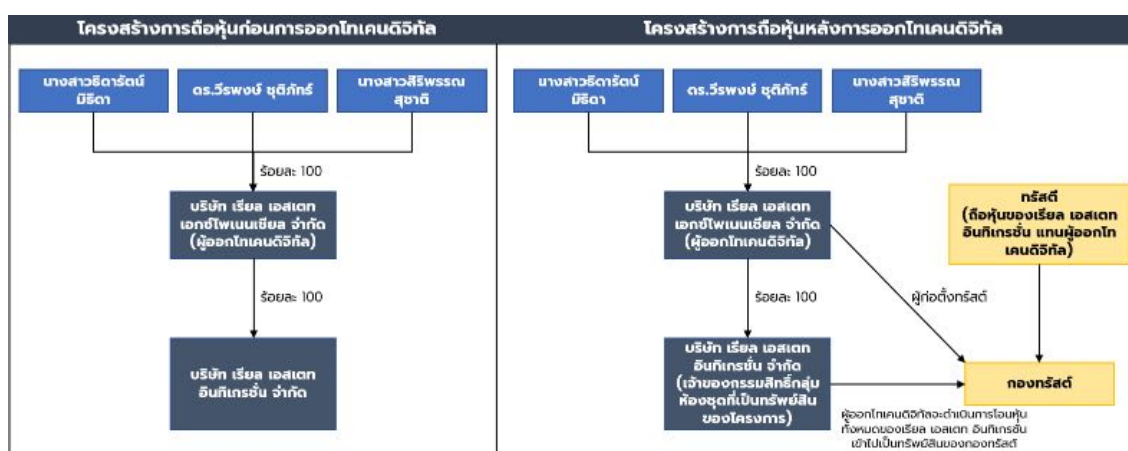 โครงสร้างการถือหุ้นก่อนการออกโทเคนดิจิทัล
นางสาวธิดารัตน์
มิธิดา
ดร.วีรพงษ์ ชุติภัทร์
นางสาวสิริพรรณ
สุชาติ
ร้อยละ 100
บริษัท เรียล เอสเตท
เอกซ์โพเนนเชียล จำกัด
(ผู้ออกโทเคนดิจิทัล)
ร้อยละ 100
บริษัท เรียล เอสเตท
อินทิเกรชั่น จำกัด
โครงสร้างการถือหุ้นหลังการออกโทเคนดิจิทัล
นางสาวธิดารัตน์
มิธิดา
ดร.วีรพงษ์ ชุติภัทร์
นางสาวสิริพรรณ
สุชาติ
ร้อยละ 100
บริษัท เรียล เอสเตท
เอกซ์โพเนนเชียล จำกัด
(ผู้ออกโทเคนดิจิทัล)
ทรัสตี
(ถือหุ้นของเรียล เอสเตท
อินทิเกรชั่น แทนผู้ออกโท
เคนดิจิทัล)
ร้อยละ 100
ผู้ก่อตั้งทรัสต์
บริษัท เรียล เอสเตท
อินทิเกรชั่น จำกัด
(เจ้าของกรรมสิทธิ์กลุ่ม
ห้องชุดที่เป็นทรัพย์สิน
ของโครงการ)
กองทรัสต์
ผู้ออกโทเคนดิจิทัลจะดำเนินการโอนหุ้น
ทั้งหมดของเรียล เอสเตท อินทิเกรชั่น
เข้าไปเป็นทรัพย์สินของกองทรัสต์